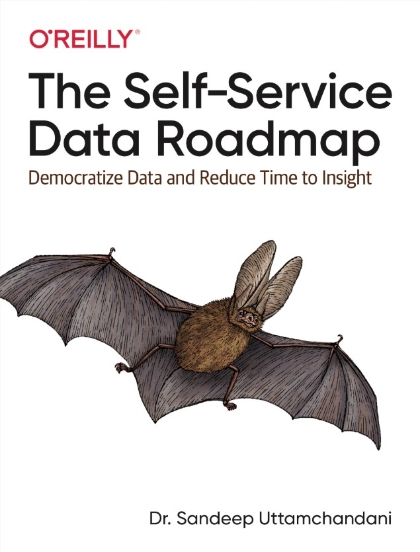 O'REILLY®
The Self-Service
Data Roadmap
Democratize Data and Reduce Time to Insight
Dr. Sandeep Uttamchandani